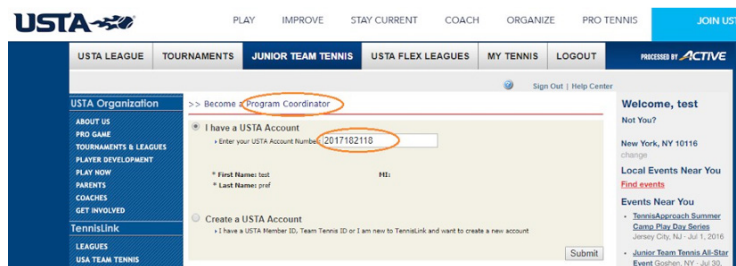 USTA
PLAY IMPROVE STAY CURRENT COACH ORGANIZE PRO TENNIS JOIN UST
USTA LEAGUE TOURNAMENTS JUNIOR TEAM TENNIS USTA FLEX LEAGUES MY TENNIS LOGOUT PROCESSED BY ACTIVE
Sign Out | Help Center
USTA Organization
ABOUT US
PRO GAME
TOURNAMENTS & LEAGUES
PLAYER DEVELOPMENT
PLAY NOW
PARENTS
COACHES
GET INVOLVED
TennisLink
LEAGUES
USA TEAM TENNIS
>> Become a Program Coordinator
I have a USTA Account
› Enter your USTA Account Number: 2017182118
* First Name: test MI:
* Last Name: prof
Create a USTA Account
› I have a USTA Member ID, Team Tennis ID or I am new to TennisLink and want to create a new account
Submit
Welcome, test
Not You?
New York, NY 10116
change
Local Events Near You
Find events
Events Near You
TennisApproach Summer
Camp Play Day Series
Jersey City, NJ - Jul 1, 2016
Junior Team Tennis All-Star
Event Goshen, NY - Jul 30,